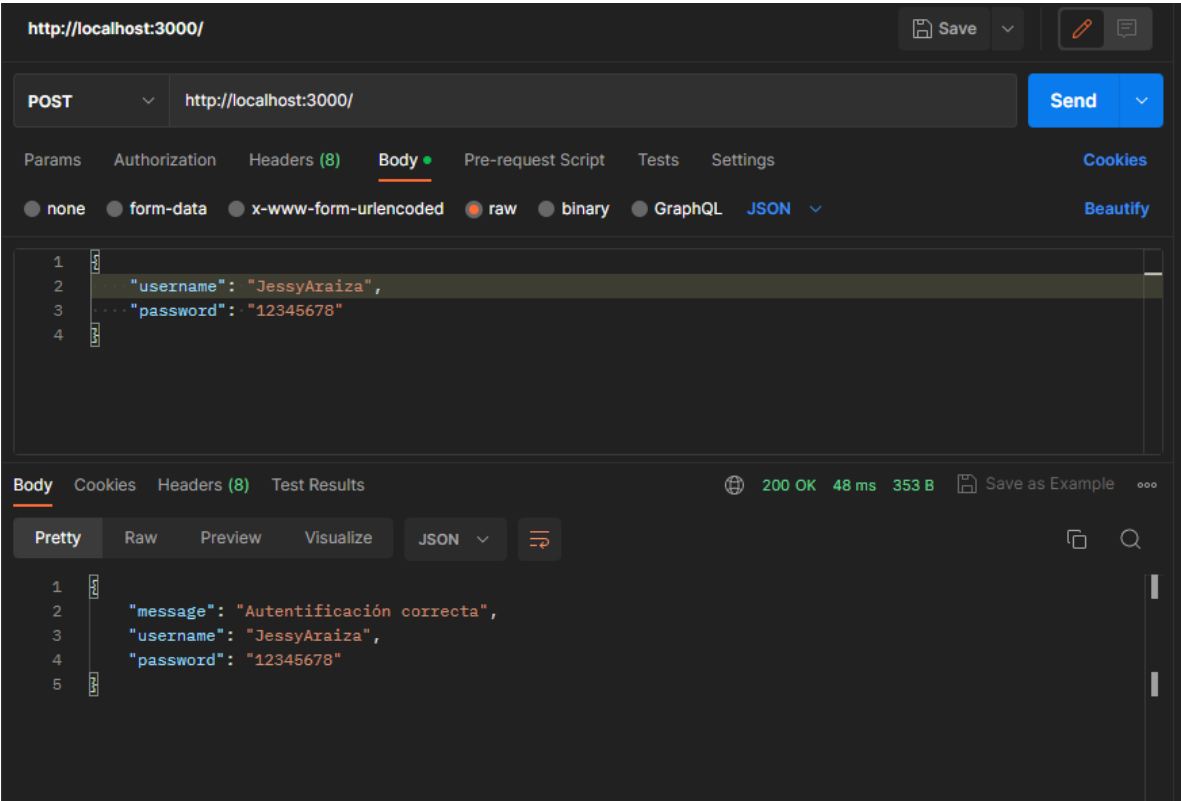 http://localhost:3000/ Save
POST http://localhost:3000/ Send
Params Authorization Headers (8) Body Pre-request Script Tests Settings Cookies
none form-data x-www-form-urlencoded raw binary GraphQL JSON Beautify
1 {
2 "username": "JessyAraiza",
3 "password": "12345678"
4 }
Body Cookies Headers (8) Test Results 200 OK 48 ms 353 B Save as Example
Pretty Raw Preview Visualize JSON
1 {
2 "message": "Autentificación correcta",
3 "username": "JessyAraiza",
4 "password": "12345678"
5 }